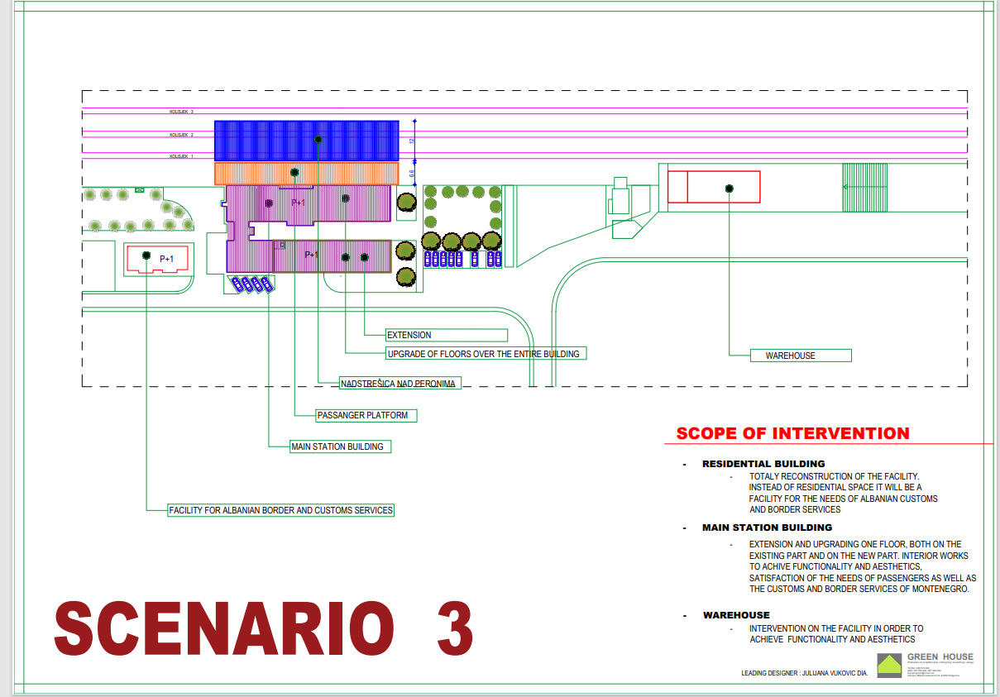 KOLISJEK 3
KOLISJEK 2
KOLISJEK 1
12
6.6
P+1
P+1
P+1
EXTENSION
UPGRADE OF FLOORS OVER THE ENTIRE BUILDING
WAREHOUSE
NADSTREŠICA NAD PERONIMA
PASSANGER PLATFORM
MAIN STATION BUILDING
FACILITY FOR ALBANIAN BORDER AND CUSTOMS SERVICES
SCOPE OF INTERVENTION
- RESIDENTIAL BUILDING
- TOTALY RECONSTRUCTION OF THE FACILITY.
INSTEAD OF RESIDENTIAL SPACE IT WILL BE A
FACILITY FOR THE NEEDS OF ALBANIAN CUSTOMS
AND BORDER SERVICES
- MAIN STATION BUILDING
- EXTENSION AND UPGRADING ONE FLOOR, BOTH ON THE
EXISTING PART AND ON THE NEW PART. INTERIOR WORKS
TO ACHIVE FUNCTIONALITY AND AESTHETICS,
SATISFACTION OF THE NEEDS OF PASSENGERS AS WELL AS
THE CUSTOMS AND BORDER SERVICES OF MONTENEGRO.
- WAREHOUSE
- INTERVENTION ON THE FACILITY IN ORDER TO
ACHIEVE FUNCTIONALITY AND AESTHETICS
SCENARIO 3
LEADING DESIGNER : JULIJANA VUKOVIC DIA.
GREEN HOUSE